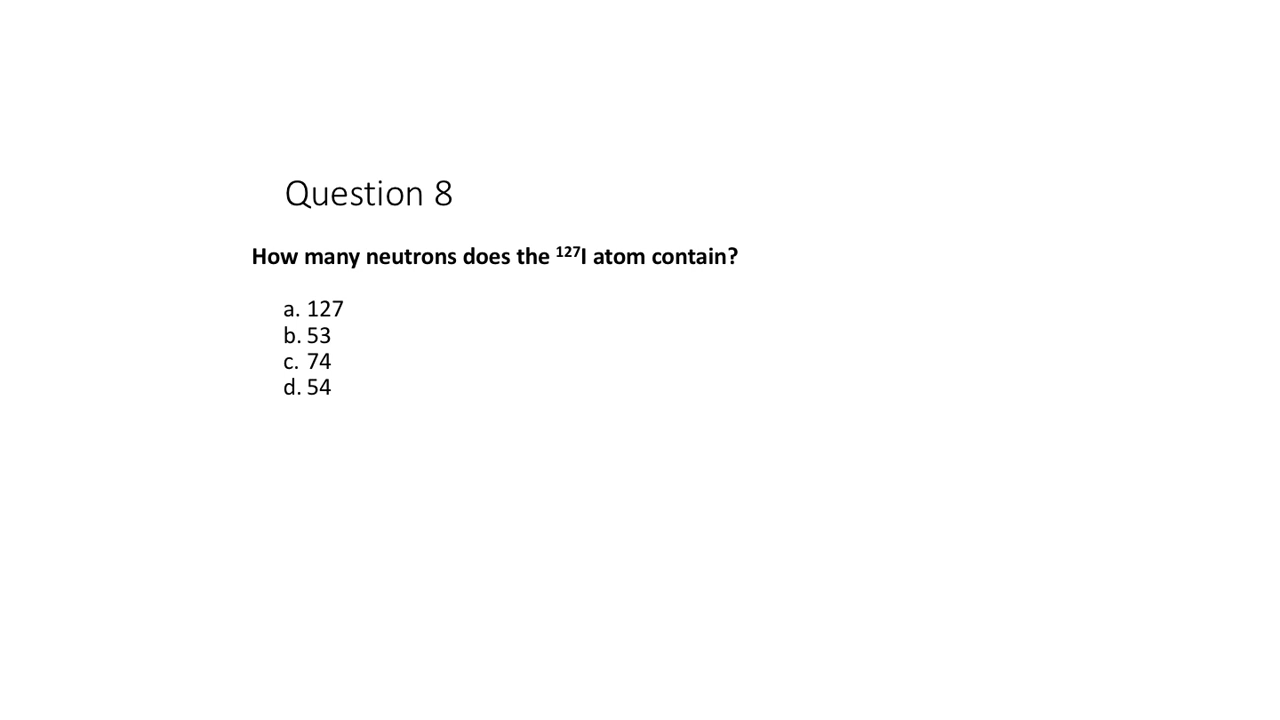 Question 8
How many neutrons does the ¹²⁷I atom contain?
a. 127
b. 53
c. 74
d. 54